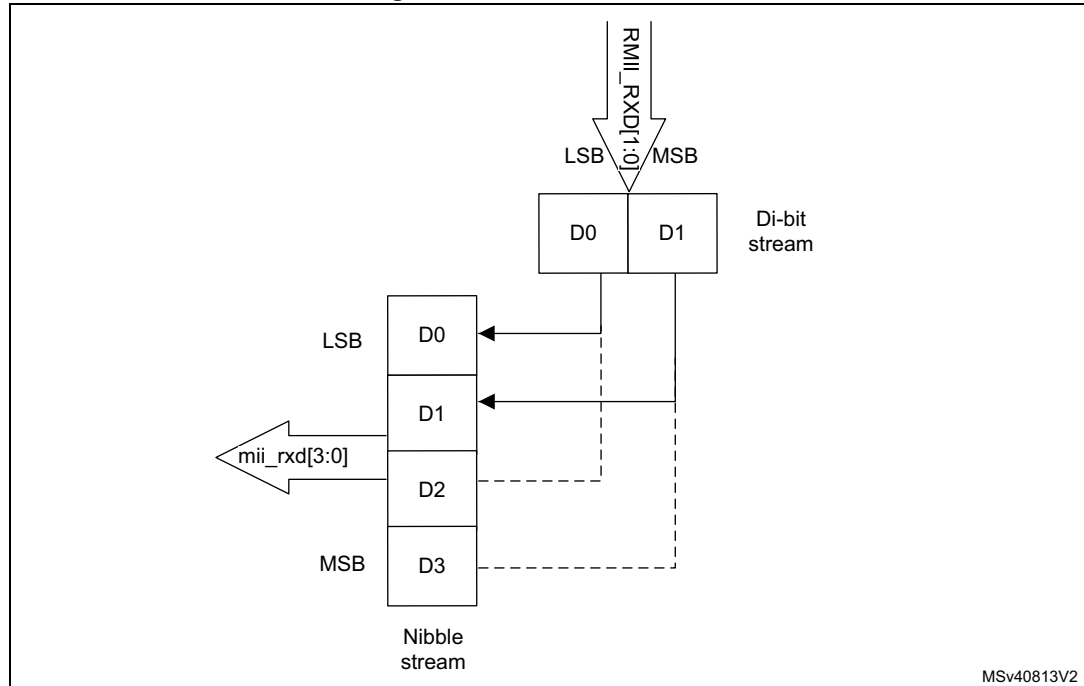 RMII_RXD[1:0]
LSB
MSB
D0
D1
Di-bit
stream
LSB
D0
D1
mii_rxd[3:0]
D2
MSB
D3
Nibble
stream
MSv40813V2